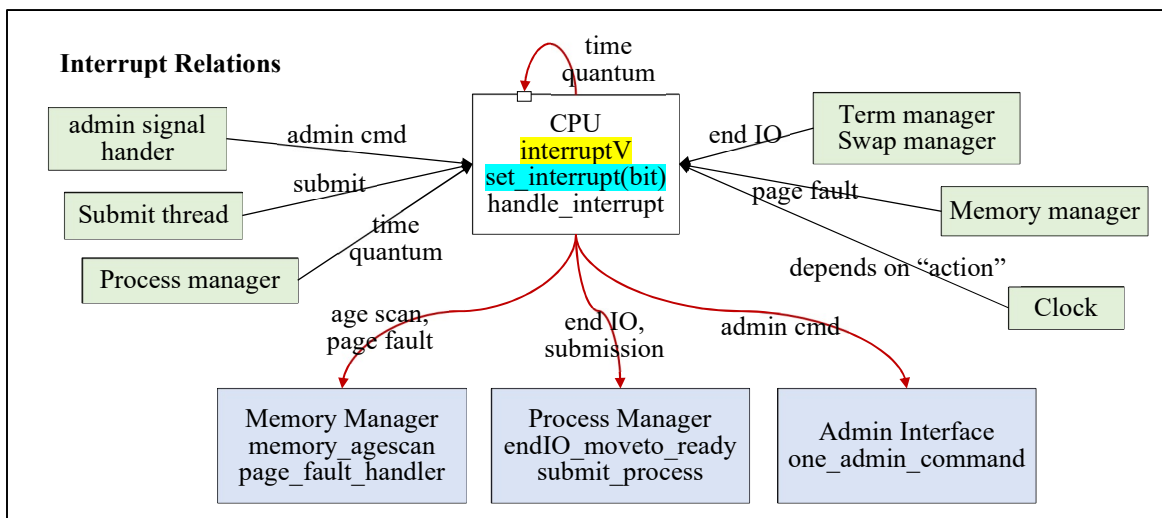 Interrupt Relations
time
quantum
admin signal
hander
admin cmd
submit
Submit thread
time
quantum
Process manager
CPU
interruptV
set_interrupt(bit)
handle_interrupt
end IO
Term manager
Swap manager
page fault
Memory manager
depends on “action”
Clock
age scan,
page fault
end IO,
submission
admin cmd
Memory Manager
memory_agescan
page_fault_handler
Process Manager
endIO_moveto_ready
submit_process
Admin Interface
one_admin_command